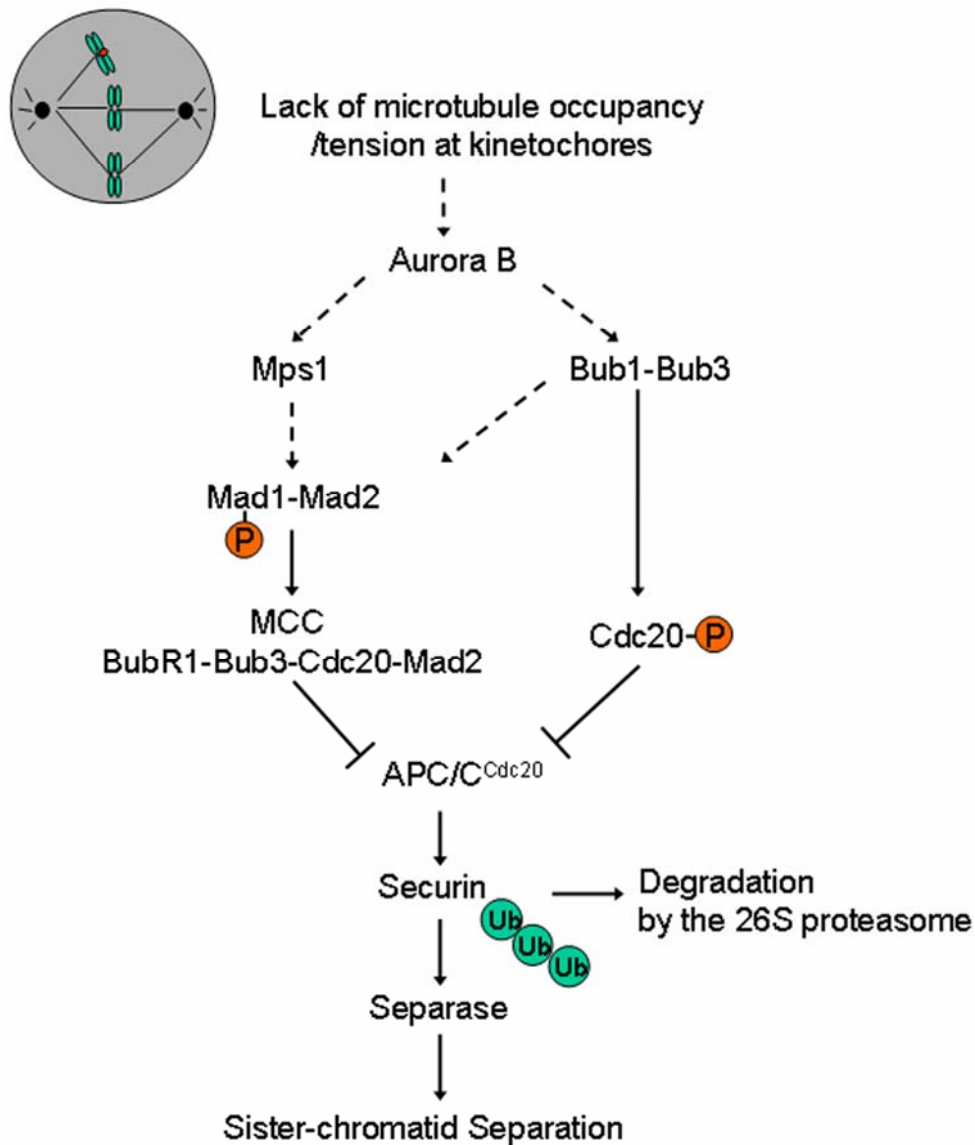 Lack of microtubule occupancy
/tension at kinetochores
Aurora B
Mps1
Bub1-Bub3
Mad1-Mad2
P
MCC
BubR1-Bub3-Cdc20-Mad2
Cdc20-P
APC/C^Cdc20
Securin
Ub
Ub
Ub
Degradation
by the 26S proteasome
Separase
Sister-chromatid Separation